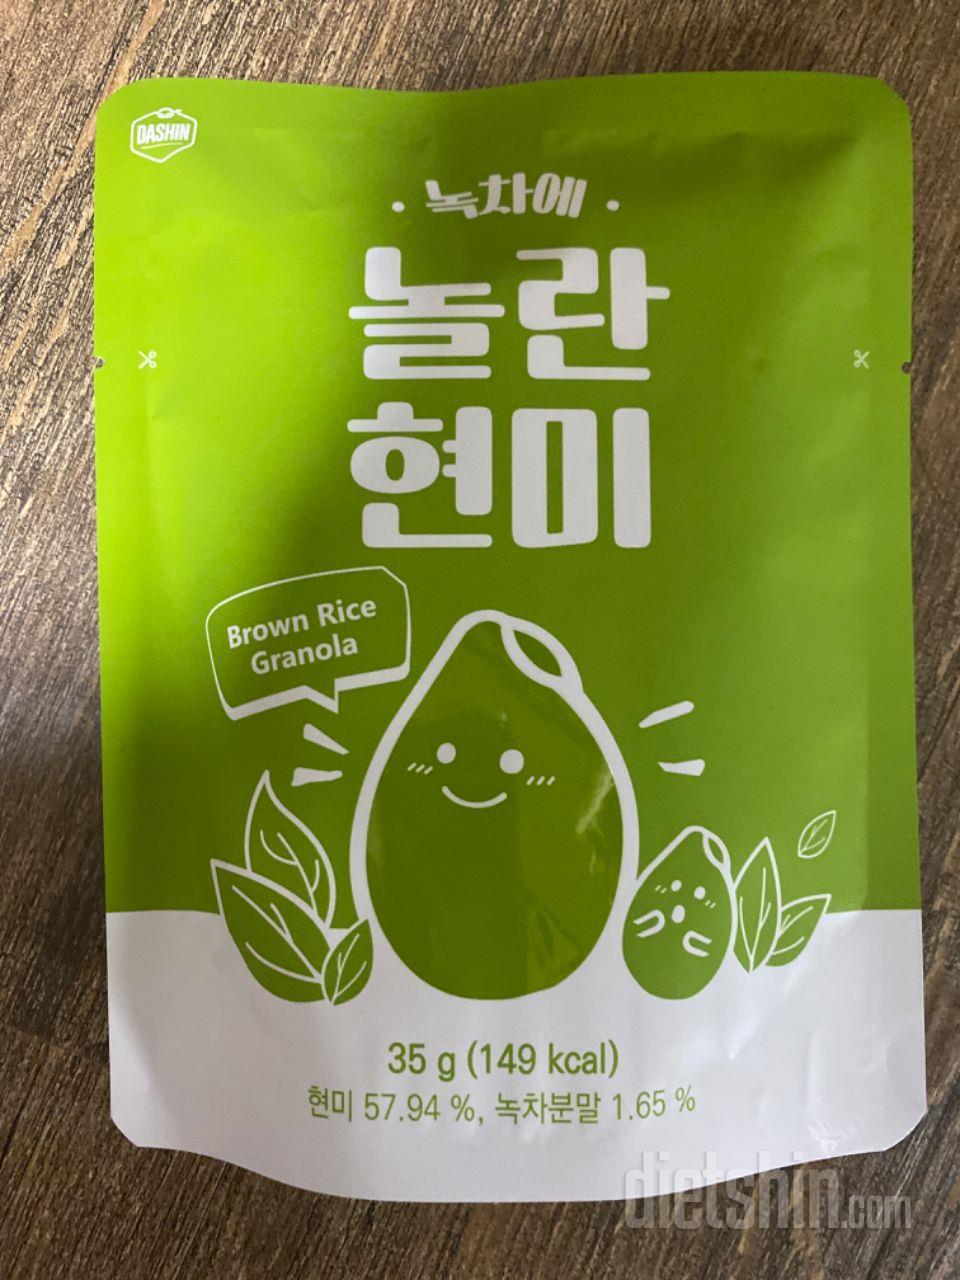 DASHIN
· 녹차에 ·
놀란
현미
Brown Rice
Granola
35 g (149 kcal)
현미 57.94 %, 녹차분말 1.65 %
dietshin.com